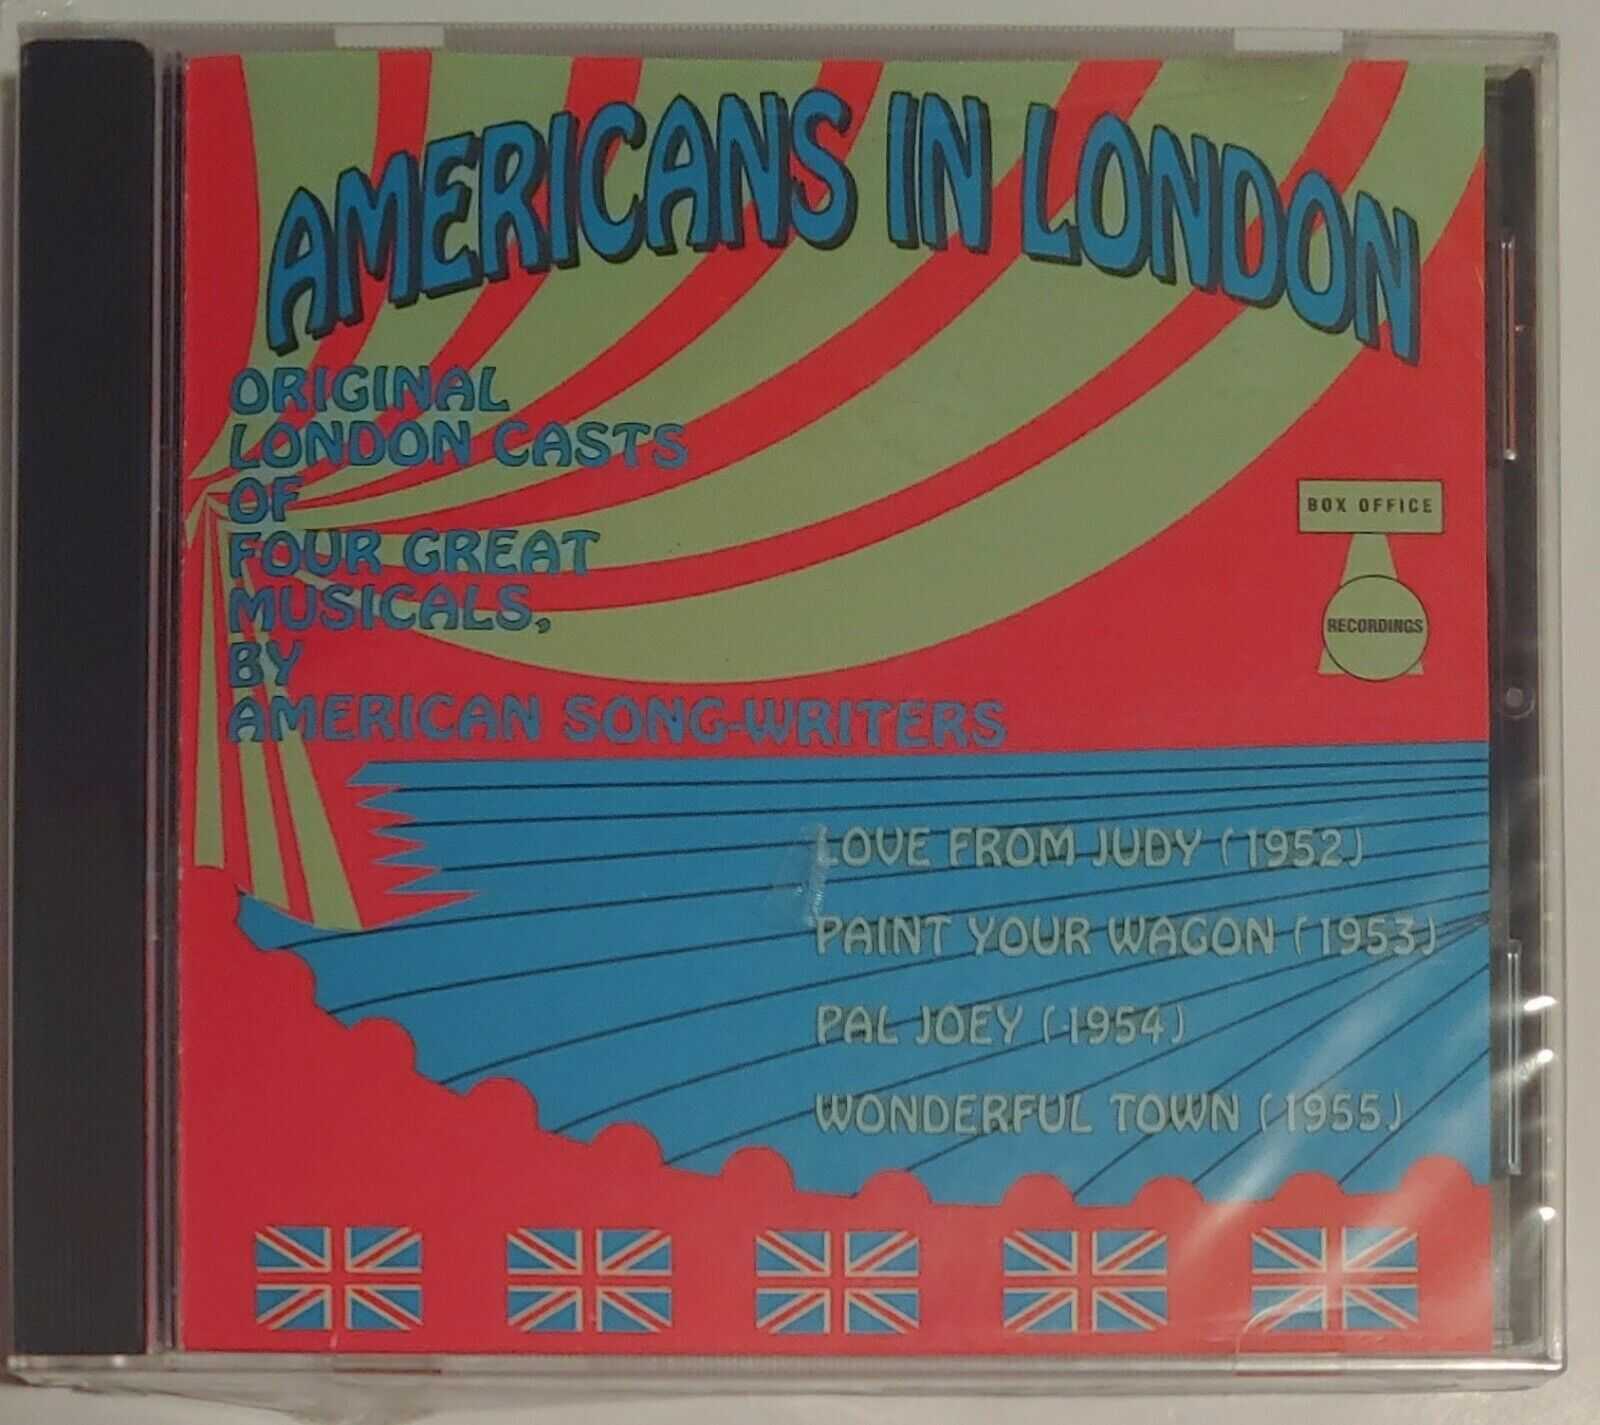 AMERICANS IN LONDON
ORIGINAL
LONDON CASTS
OF
FOUR GREAT
MUSICALS,
BY
AMERICAN SONG-WRITERS
BOX OFFICE
RECORDINGS
LOVE FROM JUDY (1952)
PAINT YOUR WAGON (1953)
PAL JOEY (1954)
WONDERFUL TOWN (1955)